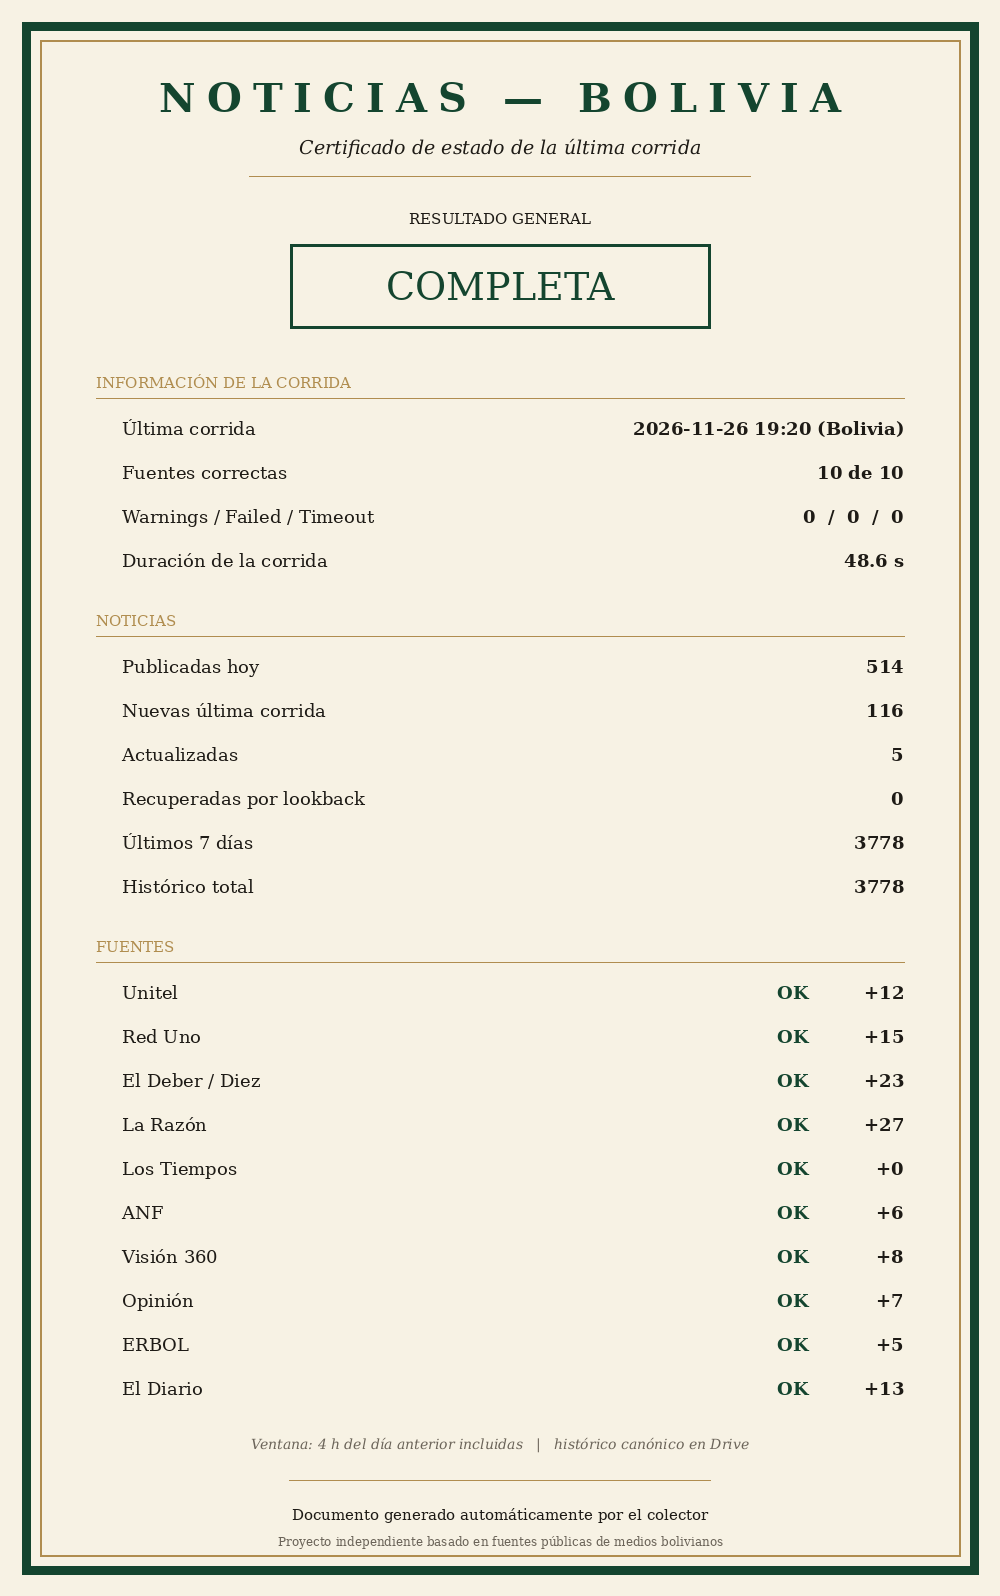 NOTICIAS — BOLIVIA
Certificado de estado de la última corrida
RESULTADO GENERAL
COMPLETA
INFORMACIÓN DE LA CORRIDA
Última corrida 2026-11-26 19:20 (Bolivia)
Fuentes correctas 10 de 10
Warnings / Failed / Timeout 0 / 0 / 0
Duración de la corrida 48.6 s
NOTICIAS
Publicadas hoy 514
Nuevas última corrida 116
Actualizadas 5
Recuperadas por lookback 0
Últimos 7 días 3778
Histórico total 3778
FUENTES
Unitel OK +12
Red Uno OK +15
El Deber / Diez OK +23
La Razón OK +27
Los Tiempos OK +0
ANF OK +6
Visión 360 OK +8
Opinión OK +7
ERBOL OK +5
El Diario OK +13
Ventana: 4 h del día anterior incluidas | histórico canónico en Drive
Documento generado automáticamente por el colector
Proyecto independiente basado en fuentes públicas de medios bolivianos